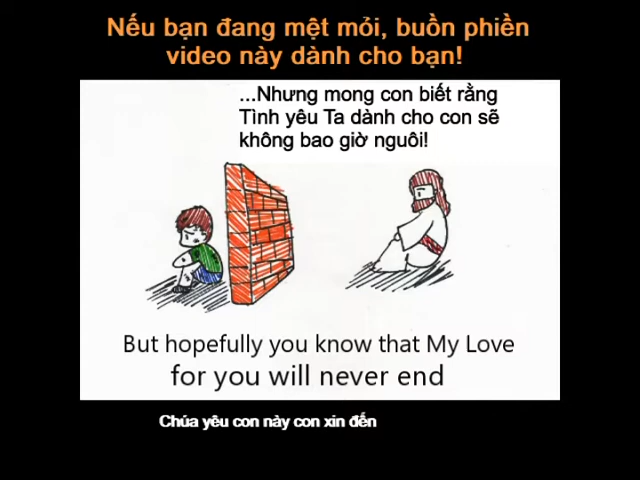 Nếu bạn đang mệt mỏi, buồn phiền
video này dành cho bạn!
...Nhưng mong con biết rằng
Tình yêu Ta dành cho con sẽ
không bao giờ nguôi!
But hopefully you know that My Love
for you will never end
Chúa yêu con này con xin đến